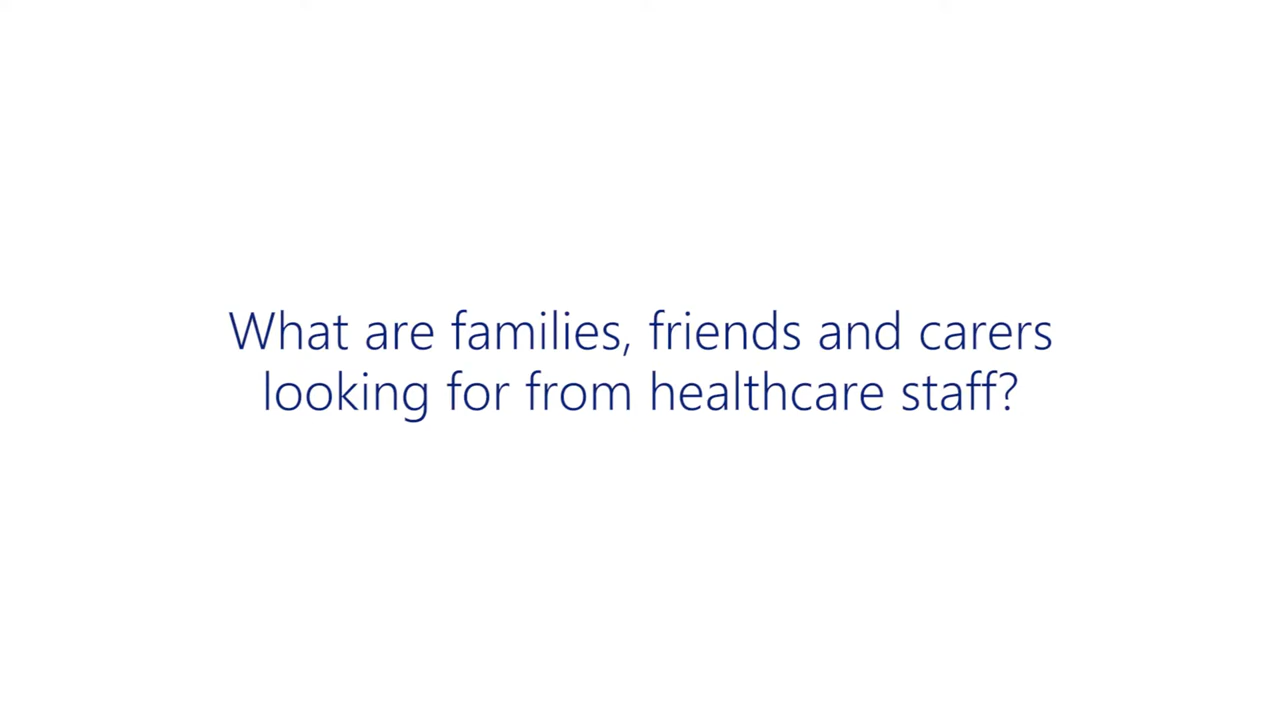 What are families, friends and carers
looking for from healthcare staff?